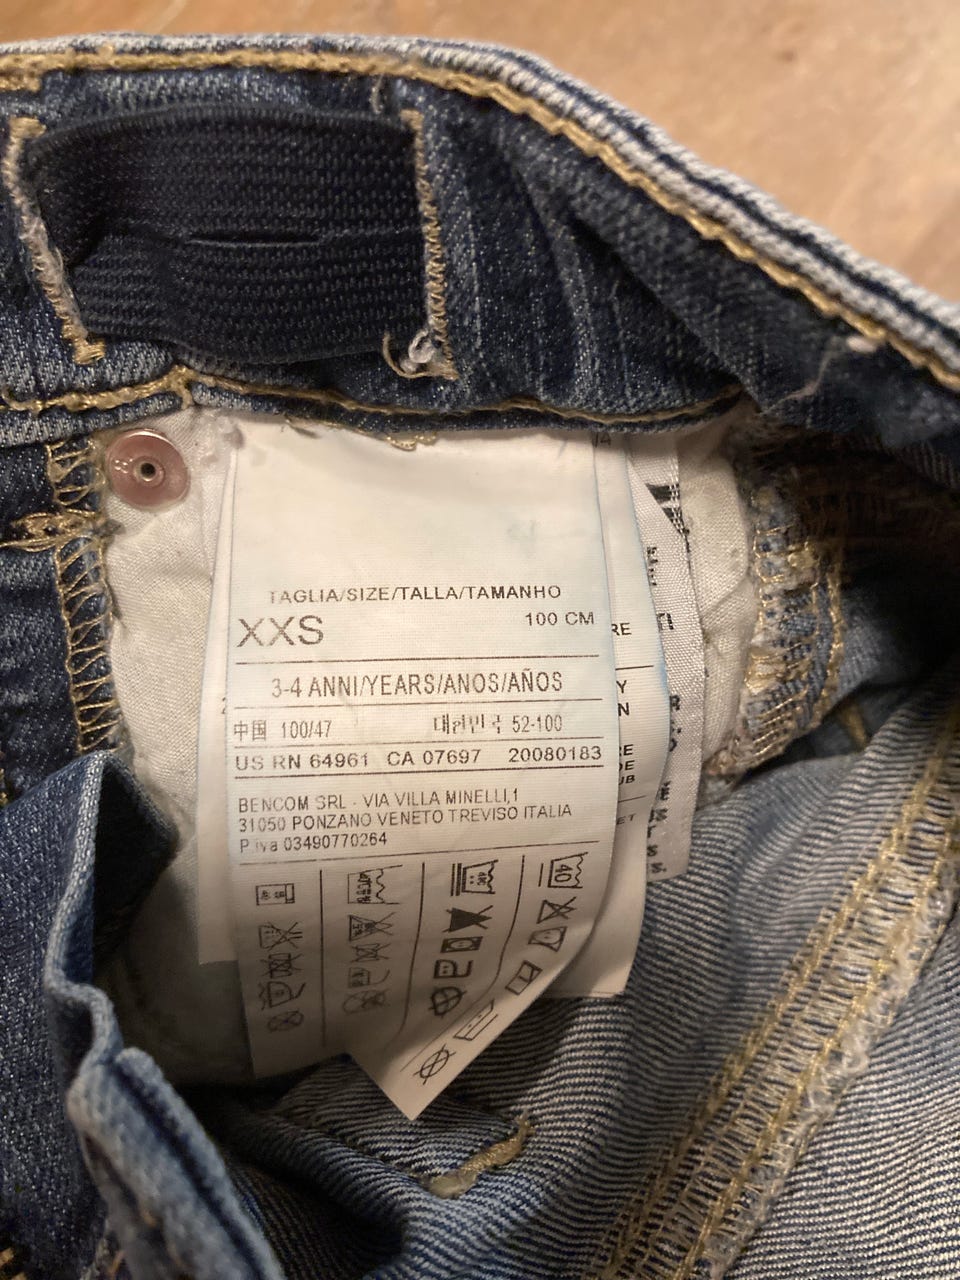 TAGLIA/SIZE/TALLA/TAMANHO
XXS 100 CM
3-4 ANNI/YEARS/ANOS/AÑOS
中国 100/47 대한민국 52-100
US RN 64961 CA 07697 20080183
BENCOM SRL - VIA VILLA MINELLI,1
31050 PONZANO VENETO TREVISO ITALIA
P.iva 03490770264
40